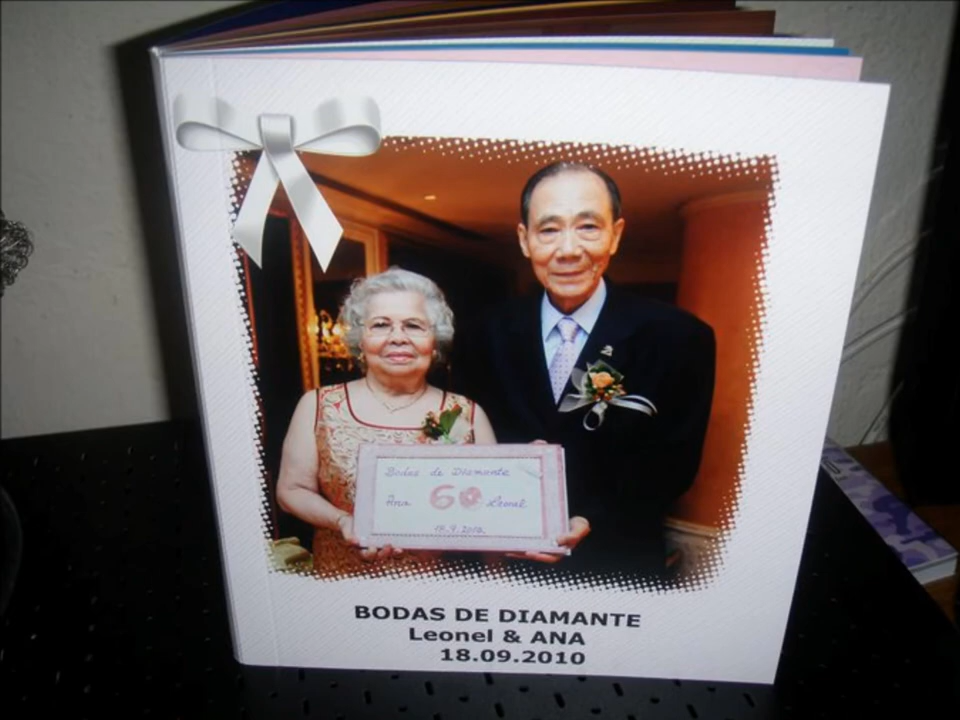 Bodas de Diamante
Ana 60 Leonel
18.9.2010
BODAS DE DIAMANTE
Leonel & ANA
18.09.2010